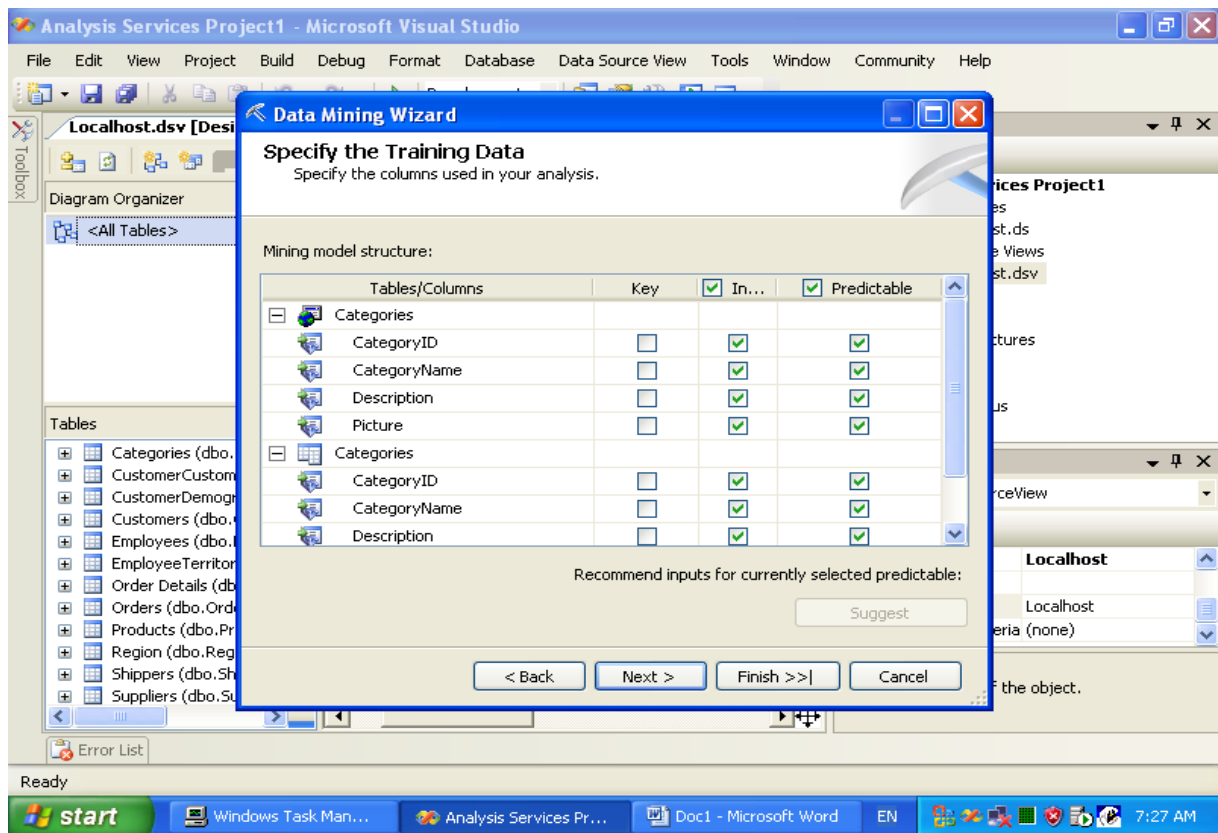 Analysis Services Project1 - Microsoft Visual Studio
File Edit View Project Build Debug Format Database Data Source View Tools Window Community Help
Localhost.dsv [Desi
Toolbox
Diagram Organizer
<All Tables>
Tables
Categories (dbo.
CustomerCustom
CustomerDemogr
Customers (dbo.
Employees (dbo.
EmployeeTerritor
Order Details (db
Orders (dbo.Ord
Products (dbo.Pr
Region (dbo.Reg
Shippers (dbo.Sh
Suppliers (dbo.Su
Data Mining Wizard
Specify the Training Data
Specify the columns used in your analysis.
Mining model structure:
Tables/Columns Key In... Predictable
Categories
CategoryID
CategoryName
Description
Picture
Categories
CategoryID
CategoryName
Description
Recommend inputs for currently selected predictable:
Suggest
< Back Next > Finish >>| Cancel
ices Project1
es
st.ds
e Views
st.dsv
ctures
us
rceView
Localhost
Localhost
eria (none)
f the object.
Error List
Ready
start Windows Task Man... Analysis Services Pr... Doc1 - Microsoft Word EN 7:27 AM